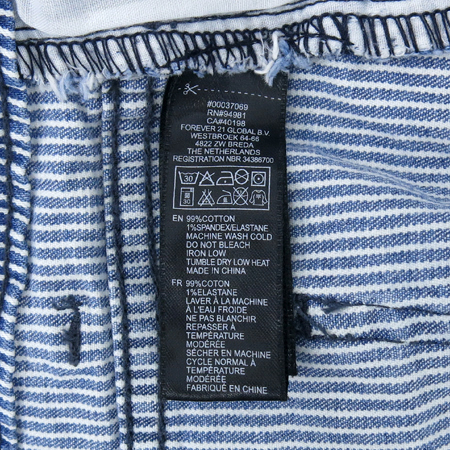 #00037069
RN#94981
CA#40198
FOREVER 21 GLOBAL B.V.
WESTBROEK 64-66
4822 ZW BREDA
THE NETHERLANDS
REGISTRATION NBR 34386700
30
30
EN 99%COTTON
1%SPANDEX/ELASTANE
MACHINE WASH COLD
DO NOT BLEACH
IRON LOW
TUMBLE DRY LOW HEAT
MADE IN CHINA
FR 99%COTON
1%ELASTANE
LAVER À LA MACHINE
À L'EAU FROIDE
NE PAS BLANCHIR
REPASSER À
TEMPÉRATURE
MODÉRÉE
SÉCHER EN MACHINE
CYCLE NORMAL À
TEMPÉRATURE
MODÉRÉE
FABRIQUÉ EN CHINE